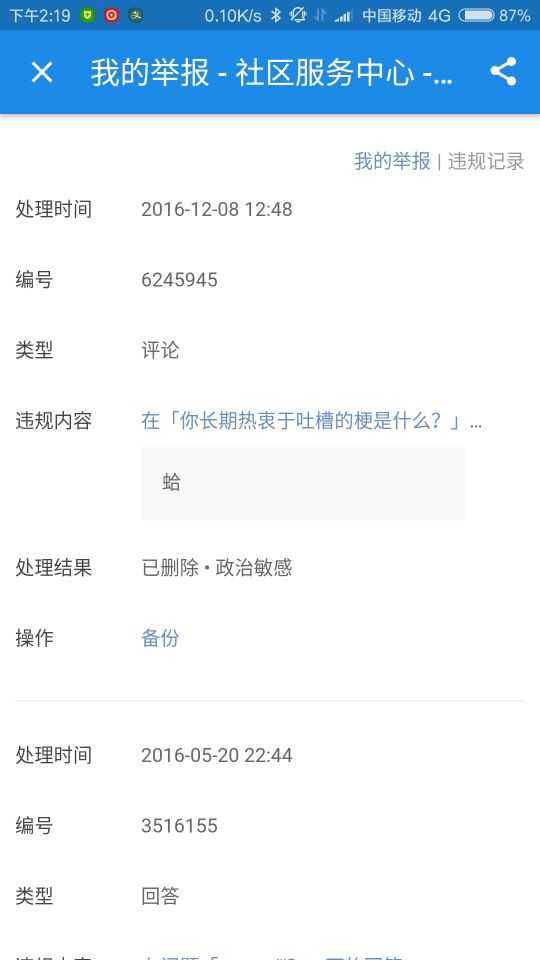 下午2:19 0.10K/s 中国移动 4G 87%
我的举报 - 社区服务中心 -...
我的举报 | 违规记录
处理时间 2016-12-08 12:48
编号 6245945
类型 评论
违规内容 在「你长期热衷于吐槽的梗是什么？」...
蛤
处理结果 已删除 • 政治敏感
操作 备份
处理时间 2016-05-20 22:44
编号 3516155
类型 回答